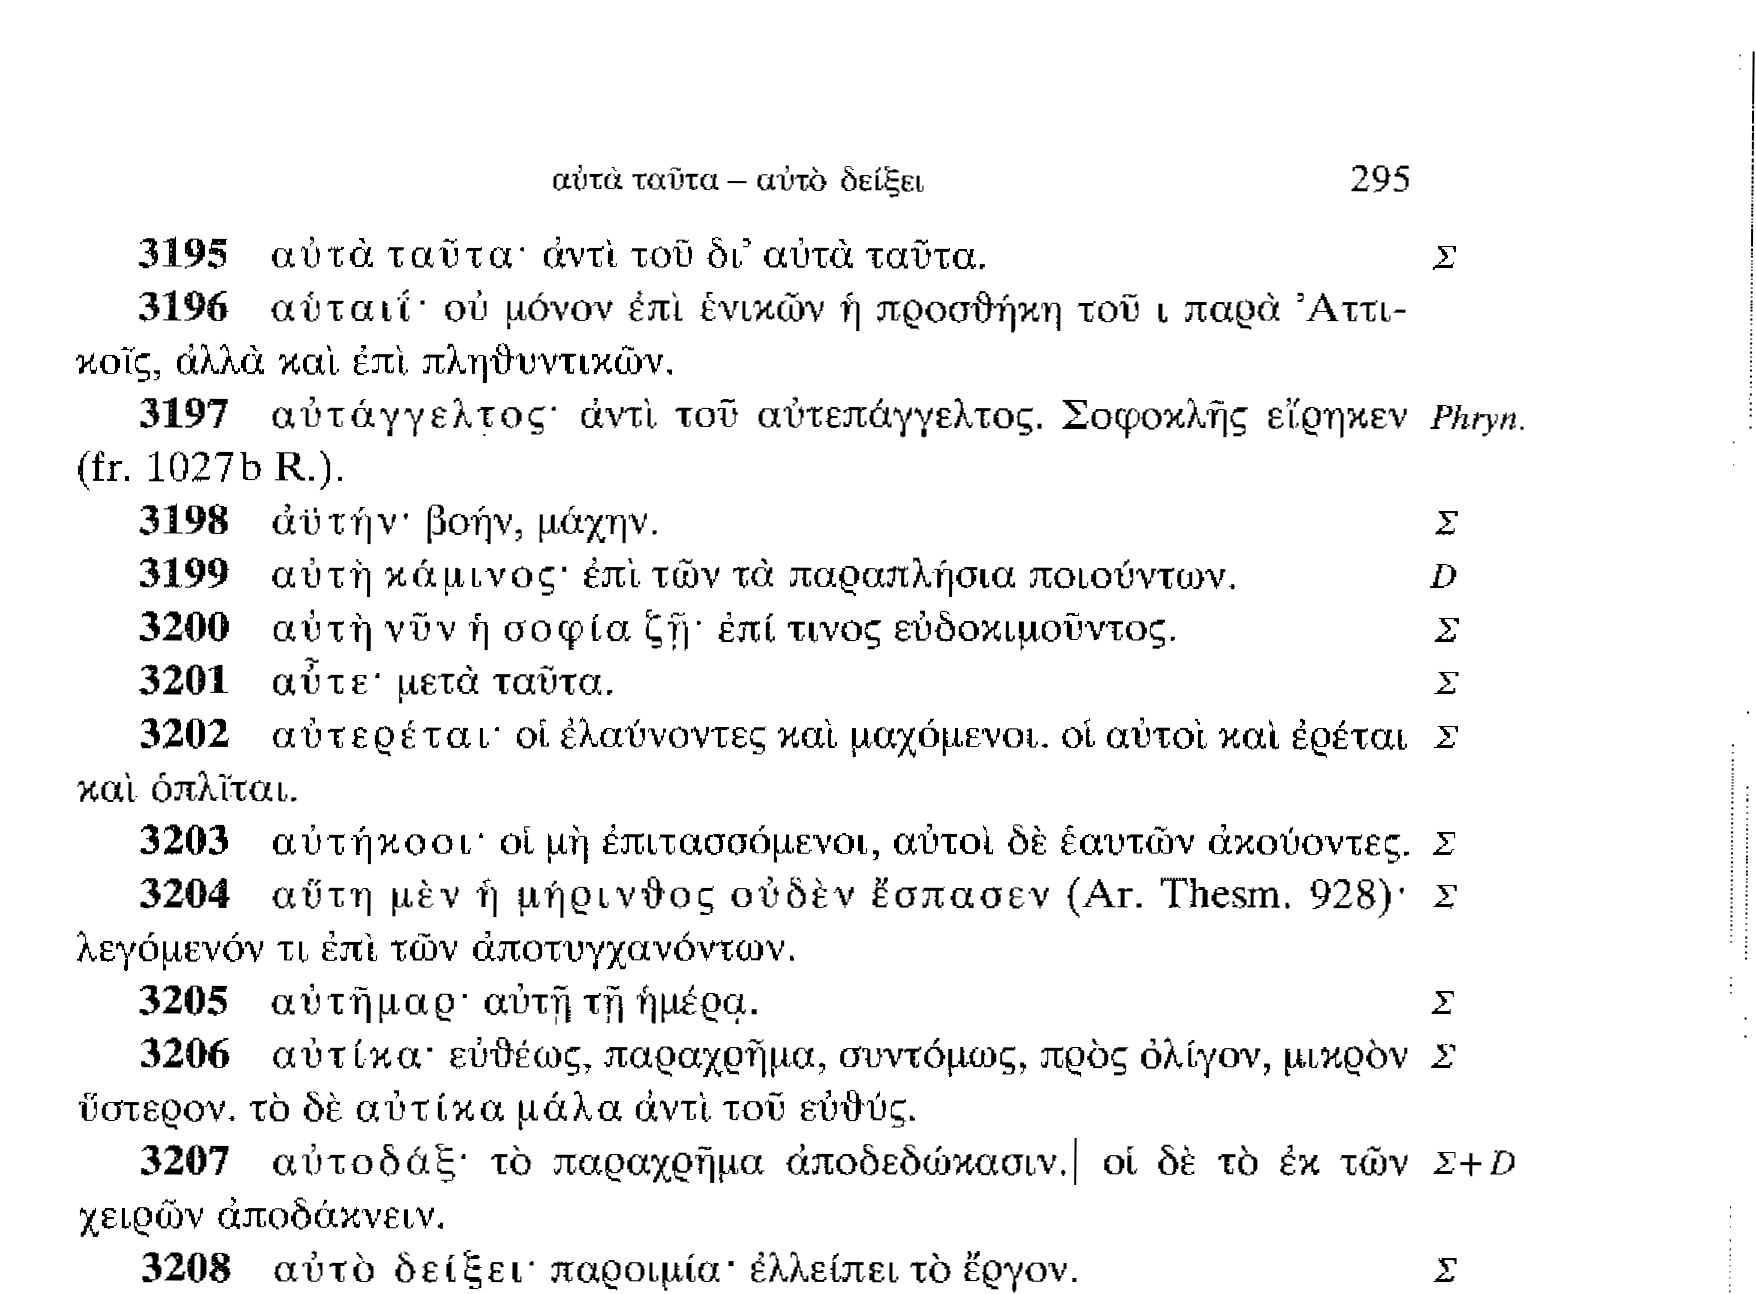 αὐτὰ ταῦτα – αὐτὸ δείξει 295
3195 αὐτὰ ταῦτα· ἀντὶ τοῦ δι’ αὐτὰ ταῦτα. Σ
3196 αὑταιΐ· οὐ μόνον ἐπὶ ἑνικῶν ἡ προσθήκη τοῦ ι παρὰ Ἀττι-
κοῖς, ἀλλὰ καὶ ἐπὶ πληθυντικῶν.
3197 αὐτάγγελτος· ἀντὶ τοῦ αὐτεπάγγελτος. Σοφοκλῆς εἴρηκεν Phryn.
(fr. 1027b R.).
3198 ἀϋτήν· βοήν, μάχην. Σ
3199 αὐτὴ κάμινος· ἐπὶ τῶν τὰ παραπλήσια ποιούντων. D
3200 αὐτὴ νῦν ἡ σοφία ζῇ· ἐπί τινος εὐδοκιμοῦντος. Σ
3201 αὖτε· μετὰ ταῦτα. Σ
3202 αὐτερέται· οἱ ἐλαύνοντες καὶ μαχόμενοι. οἱ αὐτοὶ καὶ ἐρέται Σ
καὶ ὁπλῖται.
3203 αὐτήκοοι· οἱ μὴ ἐπιτασσόμενοι, αὐτοὶ δὲ ἑαυτῶν ἀκούοντες. Σ
3204 αὕτη μὲν ἡ μήρινθος οὐδὲν ἔσπασεν (Ar. Thesm. 928)· Σ
λεγόμενόν τι ἐπὶ τῶν ἀποτυγχανόντων.
3205 αὐτῆμαρ· αὐτῇ τῇ ἡμέρᾳ. Σ
3206 αὐτίκα· εὐθέως, παραχρῆμα, συντόμως, πρὸς ὀλίγον, μικρὸν Σ
ὕστερον. τὸ δὲ αὐτίκα μάλα ἀντὶ τοῦ εὐθύς.
3207 αὐτοδάξ· τὸ παραχρῆμα ἀποδεδώκασιν.| οἱ δὲ τὸ ἐκ τῶν Σ+D
χειρῶν ἀποδάκνειν.
3208 αὐτὸ δείξει· παροιμία· ἐλλείπει τὸ ἔργον. Σ